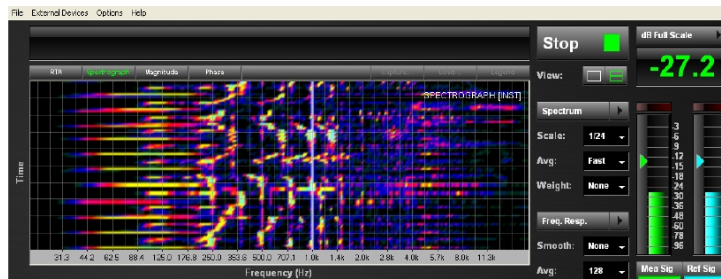 File External Devices Options Help
Stop
dB Full Scale
-27.2
View:
RTA Spectrograph Magnitude Phase
SPECTROGRAPH [INST]
Spectrum
Scale: 1/24
Avg: Fast
Weight: None
Freq. Resp.
Smooth: None
Avg: 128
-3
-6
9
-12
-15
-18
-24
30
-36
-48
-60
-78
-96
Mea Sig Ref Sig
Time
31.3 44.2 62.5 88.4 125.0 176.8 250.0 353.6 500.0 707.1 1.0k 1.4k 2.0k 2.8k 4.0k 5.7k 8.0k 11.3k
Frequency (Hz)